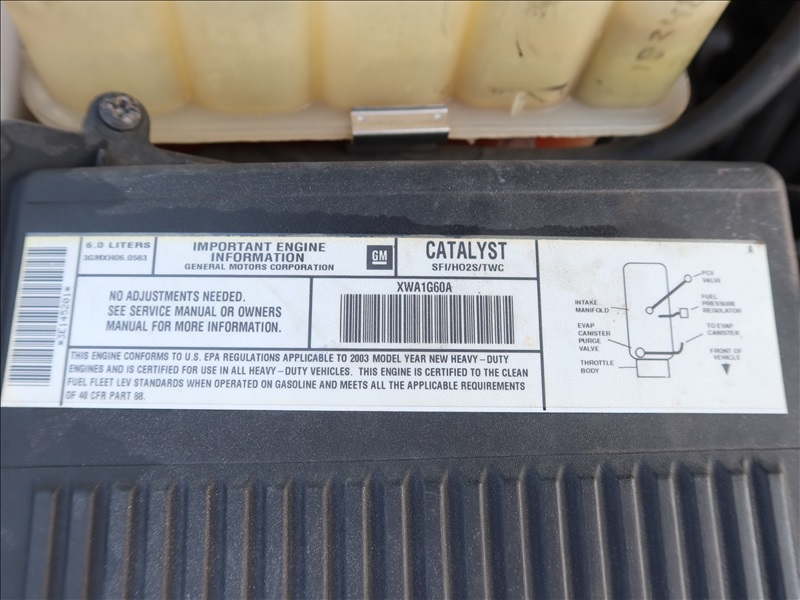 *3E145201*
6.0 LITERS
3GMXH06.0583
IMPORTANT ENGINE
INFORMATION
GENERAL MOTORS CORPORATION
GM
CATALYST
SFI/HO2S/TWC
NO ADJUSTMENTS NEEDED.
SEE SERVICE MANUAL OR OWNERS
MANUAL FOR MORE INFORMATION.
XWA1G60A
THIS ENGINE CONFORMS TO U.S. EPA REGULATIONS APPLICABLE TO 2003 MODEL YEAR NEW HEAVY-DUTY
ENGINES AND IS CERTIFIED FOR USE IN ALL HEAVY-DUTY VEHICLES. THIS ENGINE IS CERTIFIED TO THE CLEAN
FUEL FLEET LEV STANDARDS WHEN OPERATED ON GASOLINE AND MEETS ALL THE APPLICABLE REQUIREMENTS
OF 40 CFR PART 88.
PCV
VALVE
FUEL
PRESSURE
REGULATOR
INTAKE
MANIFOLD
EVAP
CANISTER
PURGE
VALVE
TO EVAP
CANISTER
THROTTLE
BODY
FRONT OF
VEHICLE